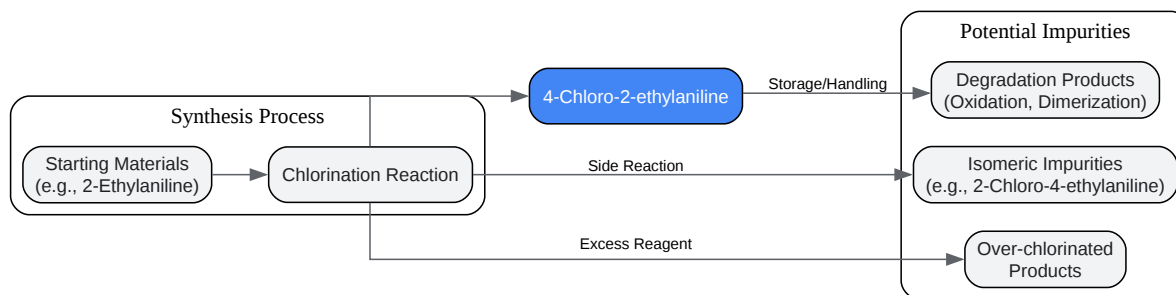 Potential Impurities
4-Chloro-2-ethylaniline
Storage/Handling
Degradation Products
(Oxidation, Dimerization)
Synthesis Process
Starting Materials
(e.g., 2-Ethylaniline)
Chlorination Reaction
Side Reaction
Isomeric Impurities
(e.g., 2-Chloro-4-ethylaniline)
Excess Reagent
Over-chlorinated
Products